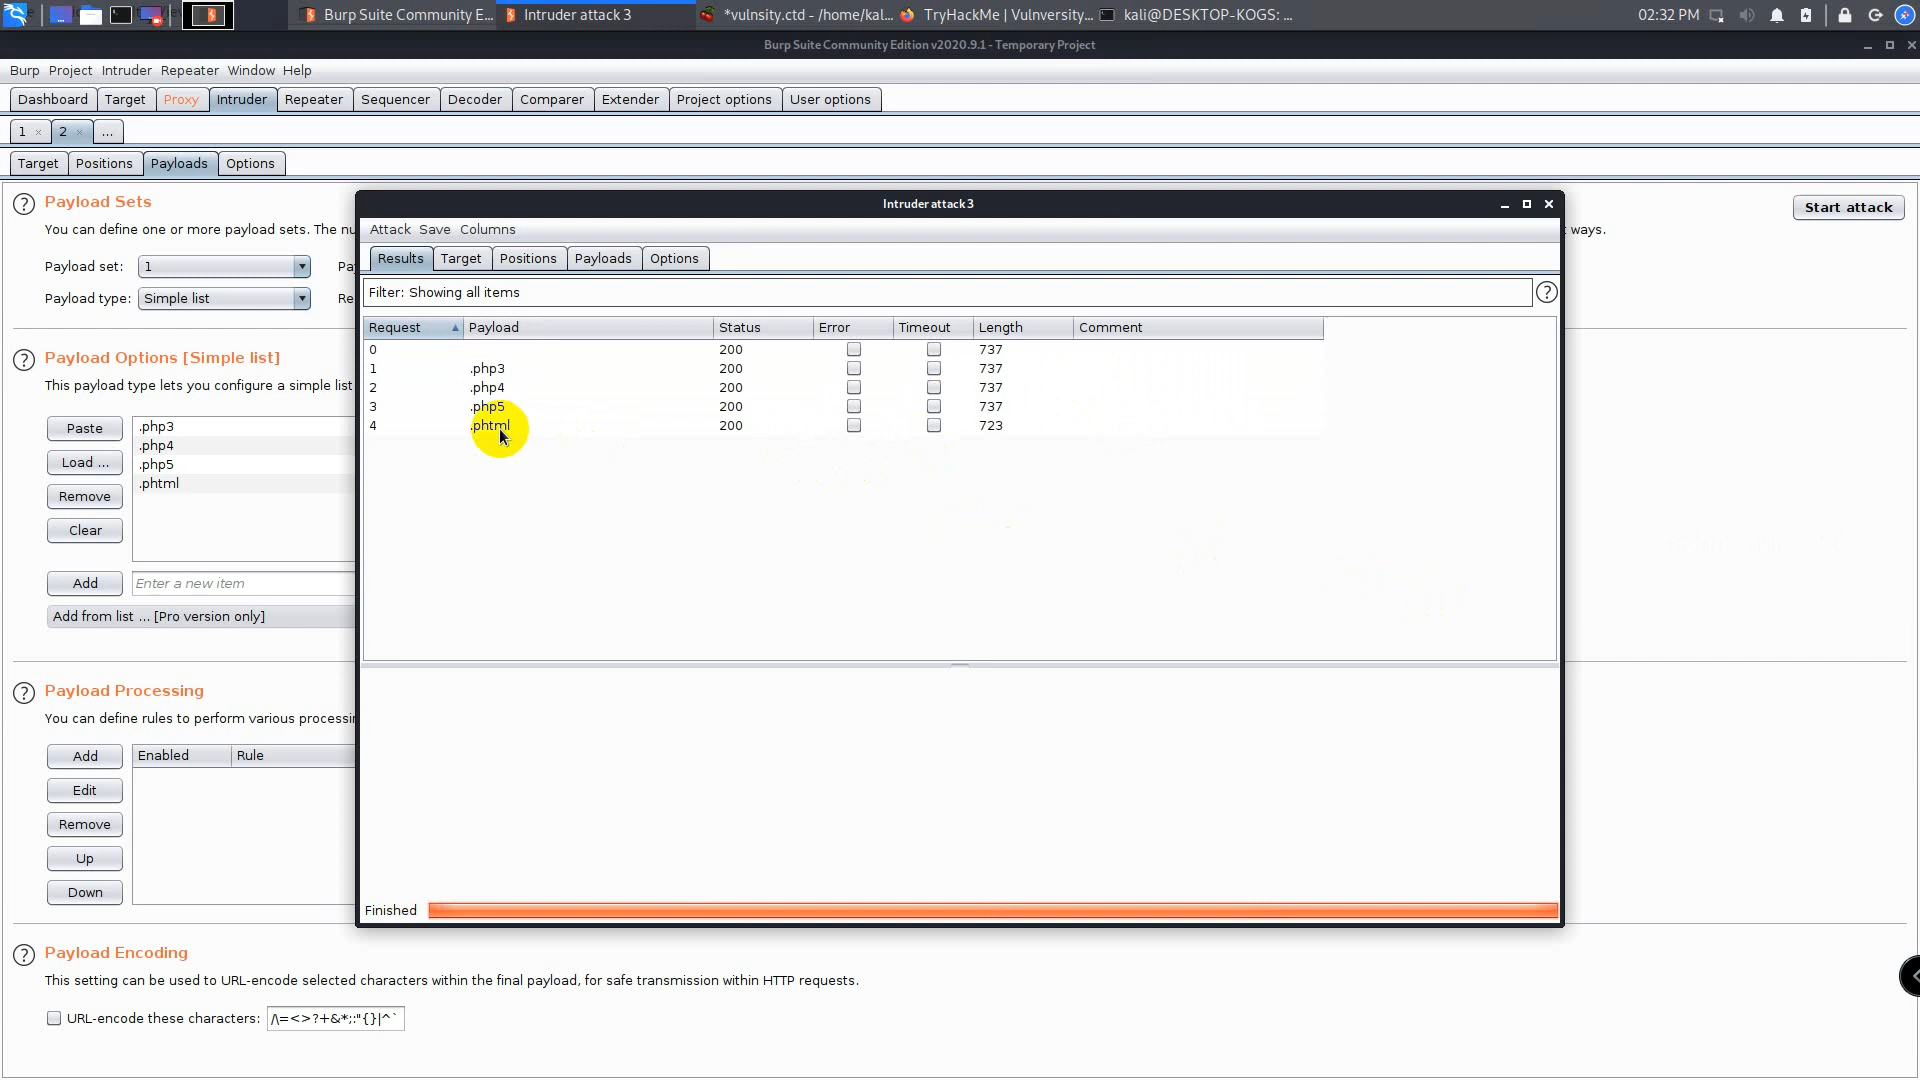 Burp Suite Community E...
Intruder attack 3
*vulnsity.ctd - /home/kal...
TryHackMe | Vulnversity...
kali@DESKTOP-KOGS: ...
02:32 PM
Burp Suite Community Edition v2020.9.1 - Temporary Project
Burp Project Intruder Repeater Window Help
Dashboard Target Proxy Intruder Repeater Sequencer Decoder Comparer Extender Project options User options
1 × 2 × ...
Target Positions Payloads Options
Payload Sets
Start attack
You can define one or more payload sets. The nu
ways.
Payload set: 1 Pay
Payload type: Simple list Re
Payload Options [Simple list]
This payload type lets you configure a simple list
Paste
Load ...
Remove
Clear
.php3
.php4
.php5
.phtml
Add Enter a new item
Add from list ... [Pro version only]
Payload Processing
You can define rules to perform various processin
Add
Edit
Remove
Up
Down
Enabled Rule
Payload Encoding
This setting can be used to URL-encode selected characters within the final payload, for safe transmission within HTTP requests.
URL-encode these characters: /\=<>?+&*;:"{}|^`
Intruder attack 3
Attack Save Columns
Results Target Positions Payloads Options
Filter: Showing all items
Request Payload Status Error Timeout Length Comment
0 200 737
1 .php3 200 737
2 .php4 200 737
3 .php5 200 737
4 .phtml 200 723
Finished